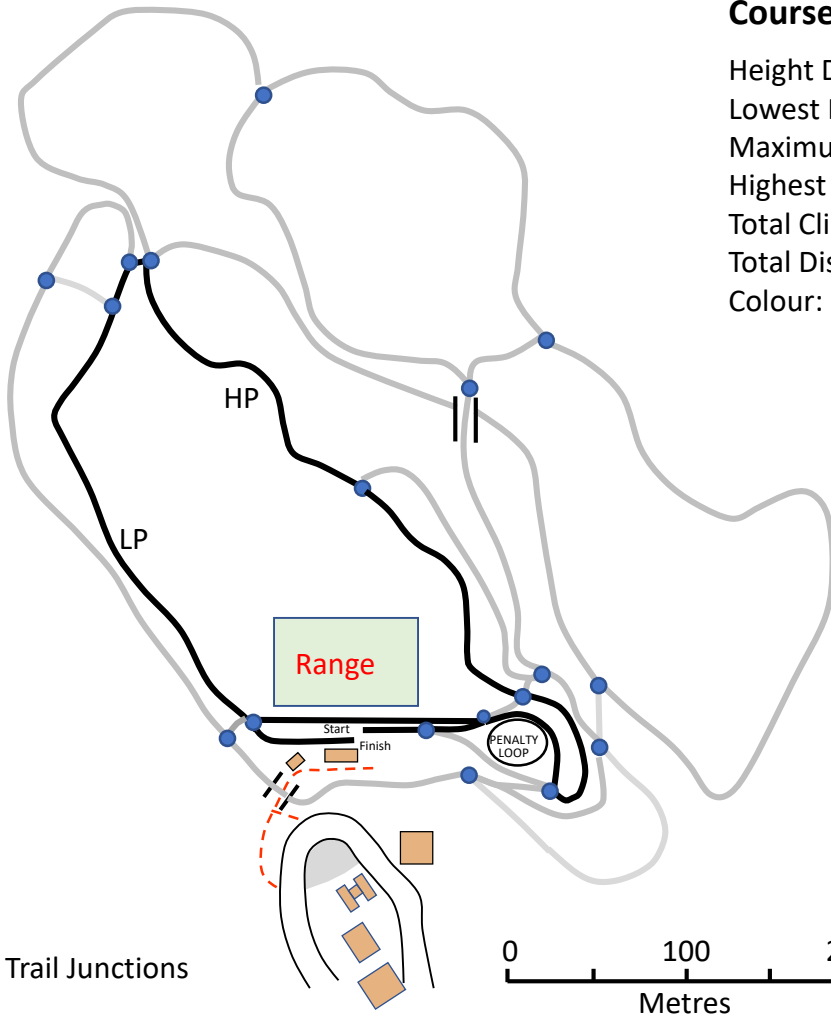 Course
Height D
Lowest
Maximu
Highest
Total Cli
Total Dis
Colour:
HP
LP
Range
Start
Finish
PENALTY
LOOP
Trail Junctions
0
100
2
Metres